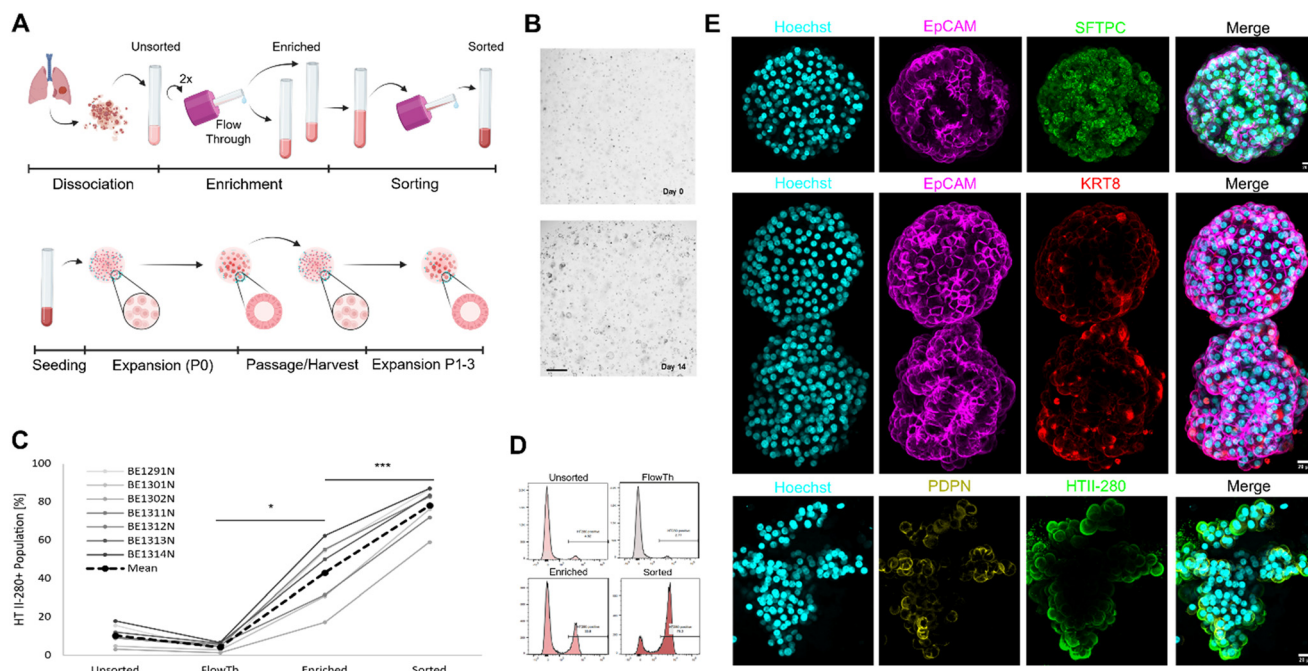 A
Unsorted
Enriched
Sorted
2x
Flow
Through
Dissociation
Enrichment
Sorting
Seeding
Expansion (P0)
Passage/Harvest
Expansion P1-3
B
Day 0
Day 14
C
HT II-280+ Population [%]
100
80
60
40
20
0
BE1291N
BE1301N
BE1302N
BE1311N
BE1312N
BE1313N
BE1314N
Mean
*
***
Unsorted
FlowTh
Enriched
Sorted
D
Unsorted
FlowTh
Enriched
Sorted
E
Hoechst
EpCAM
SFTPC
Merge
Hoechst
EpCAM
KRT8
Merge
Hoechst
PDPN
HTII-280
Merge